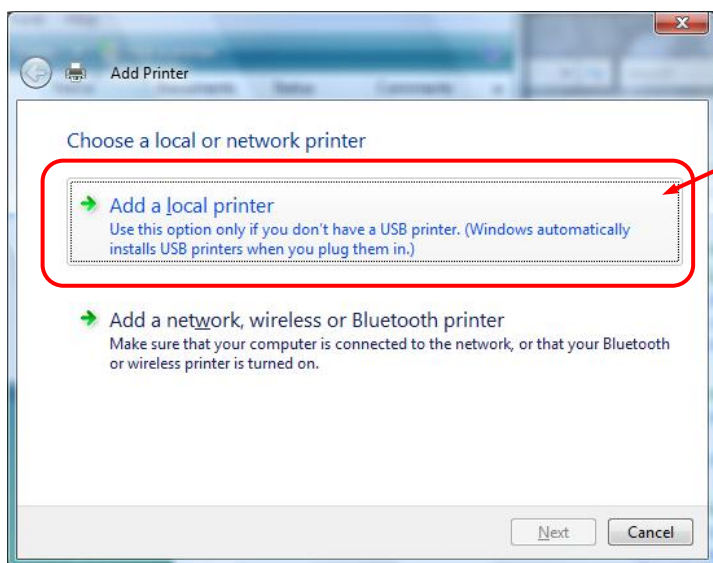 Add Printer
Choose a local or network printer
Add a local printer
Use this option only if you don't have a USB printer. (Windows automatically
installs USB printers when you plug them in.)
Add a network, wireless or Bluetooth printer
Make sure that your computer is connected to the network, or that your Bluetooth
or wireless printer is turned on.
Next
Cancel